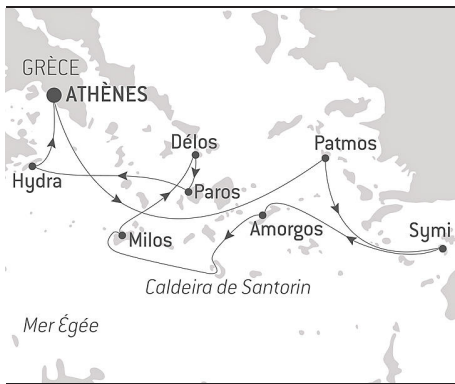 GRÈCE
ATHÈNES
Délos
Patmos
Hydra
Paros
Amorgos
Symi
Milos
Caldeira de Santorin
Mer Égée